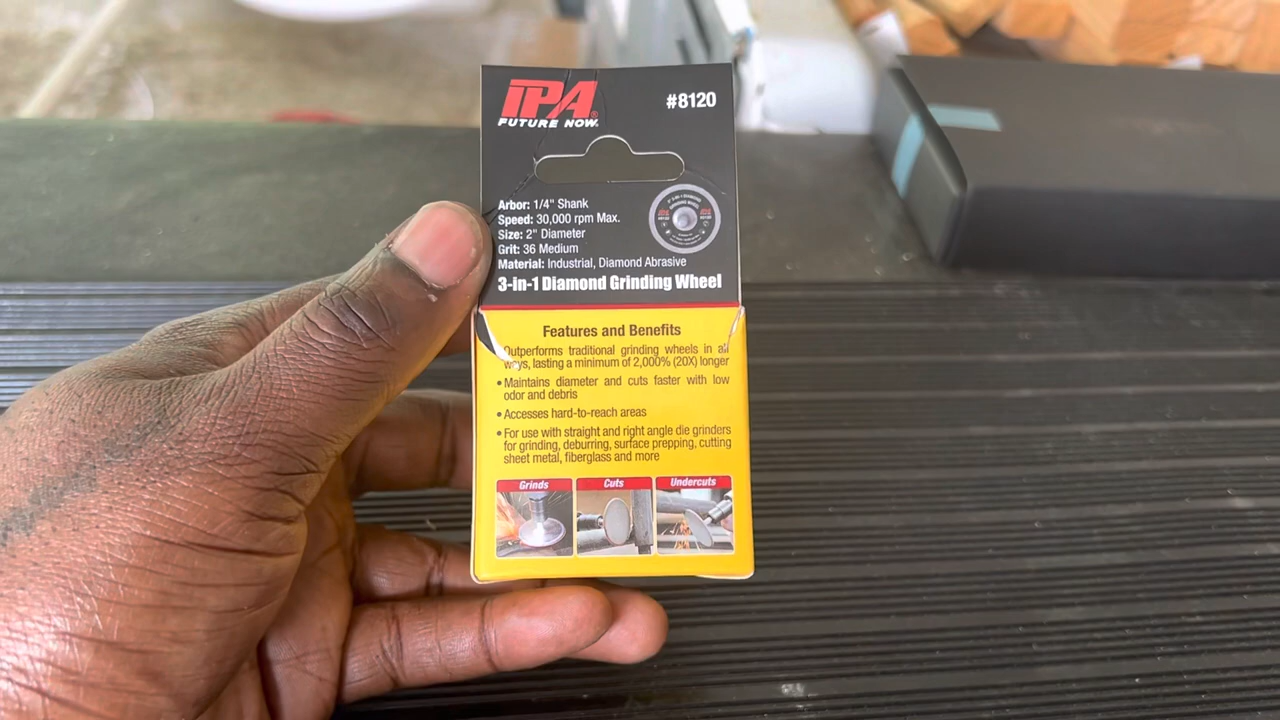 IPA®
FUTURE NOW.
#8120
Arbor: 1/4" Shank
Speed: 30,000 rpm Max.
Size: 2" Diameter
Grit: 36 Medium
Material: Industrial, Diamond Abrasive
3-in-1 Diamond Grinding Wheel
Features and Benefits
Outperforms traditional grinding wheels in all
ways, lasting a minimum of 2,000% (20X) longer
• Maintains diameter and cuts faster with low
odor and debris
• Accesses hard-to-reach areas
• For use with straight and right angle die grinders
for grinding, deburring, surface prepping, cutting
sheet metal, fiberglass and more
Grinds
Cuts
Undercuts